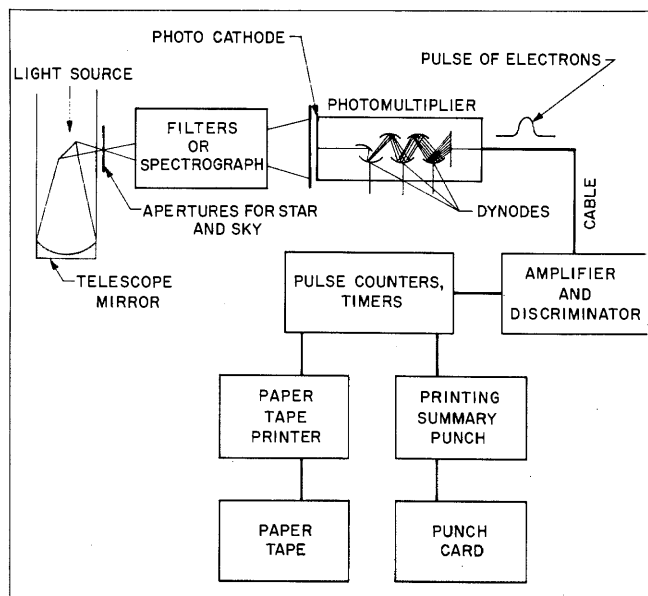 PHOTO CATHODE
LIGHT SOURCE
PULSE OF ELECTRONS
PHOTOMULTIPLIER
FILTERS
OR
SPECTROGRAPH
APERTURES FOR STAR
AND SKY
DYNODES
CABLE
TELESCOPE
MIRROR
PULSE COUNTERS,
TIMERS
AMPLIFIER
AND
DISCRIMINATOR
PAPER
TAPE
PRINTER
PRINTING
SUMMARY
PUNCH
PAPER
TAPE
PUNCH
CARD